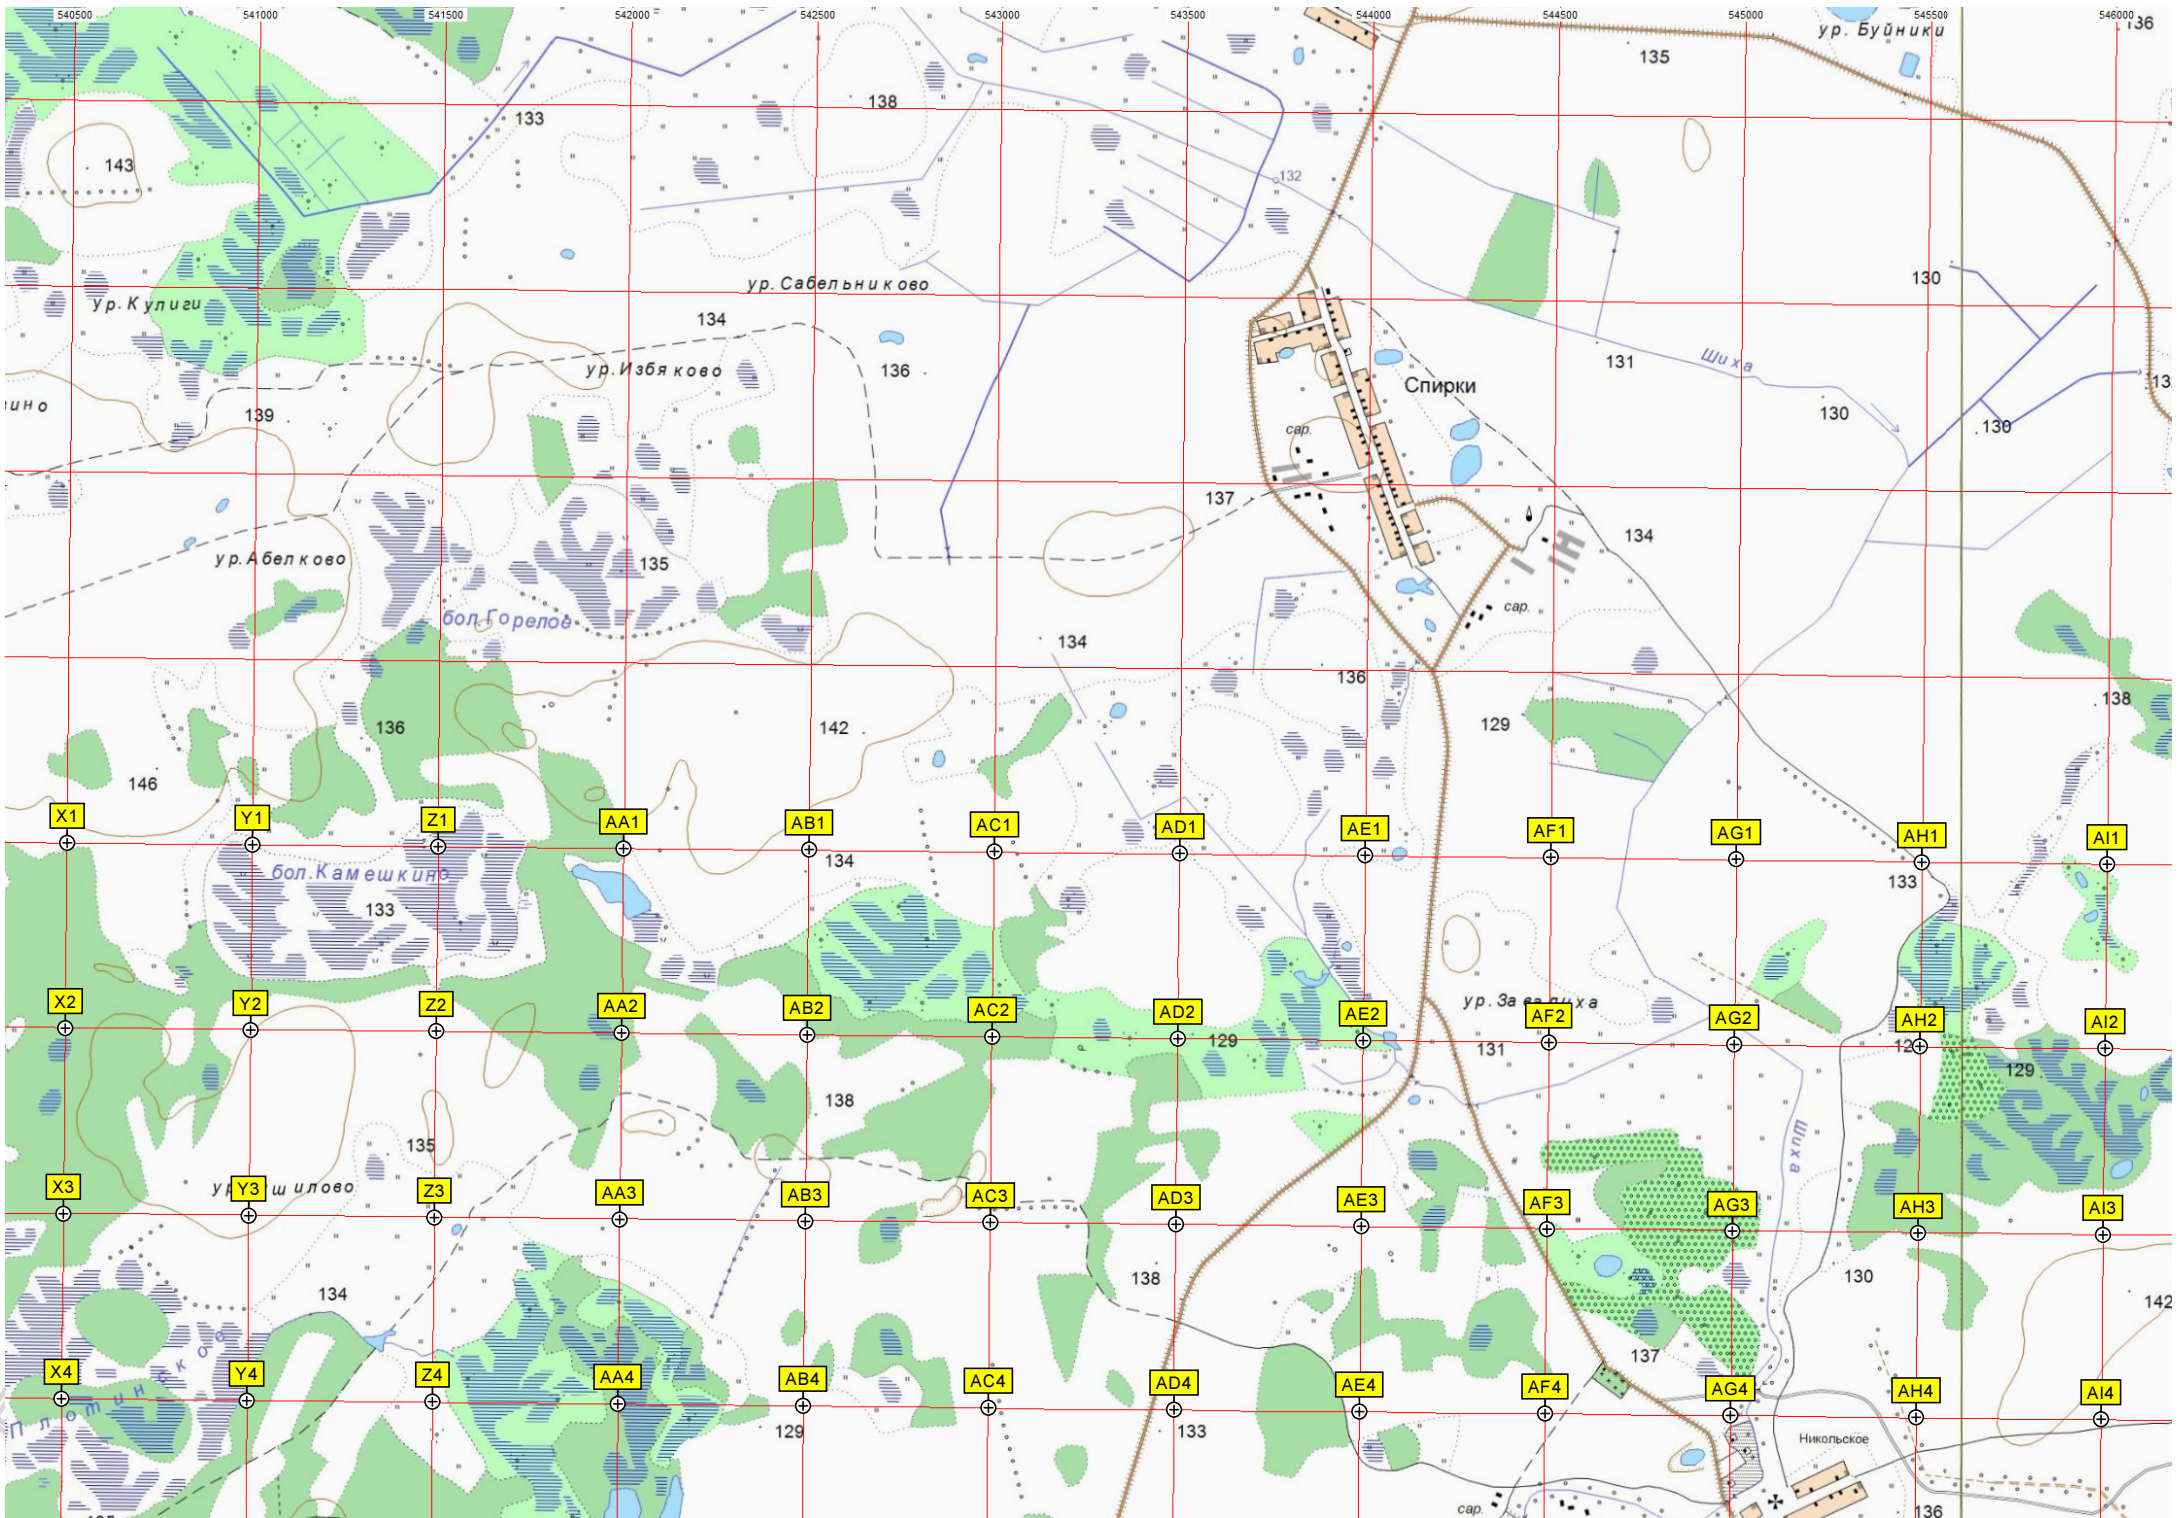 540500 541000 541500 542000 542500 543000 543500 544000 544500 545000 545500 546000
136
ур. Буйники
135
138
133
143
132
130
ур. Сабельниково
ур. Кулиги
134
131
Шиха
136
ур. Избяково
Спирки
130
139
130
сар.
137
134
135
ур. Абелково
бол. Горелое
сар.
134
136
138
129
142
136
146
X1 Y1 Z1 AA1 AB1 AC1 AD1 AE1 AF1 AG1 AH1 AI1
134
бол. Камешкино
133
133
X2 Y2 Z2 AA2 AB2 AC2 AD2 AE2 AF2 AG2 AH2 AI2
129
131
129
138
Шиха
135
X3 Y3 Z3 AA3 AB3 AC3 AD3 AE3 AF3 AG3 AH3 AI3
138
130
134
142
137
X4 Y4 Z4 AA4 AB4 AC4 AD4 AE4 AF4 AG4 AH4 AI4
129
133
Никольское
сар.
136